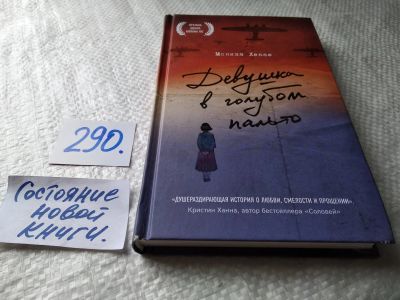 Моника Хессе
Девушка
в голубом
пальто
«ДУШЕРАЗДИРАЮЩАЯ ИСТОРИЯ О ЛЮБВИ, СМЕЛОСТИ И ПРОЩЕНИИ».
Кристин Ханна, автор бестселлера «Соловей»
290.
Состояние
новой
книги.